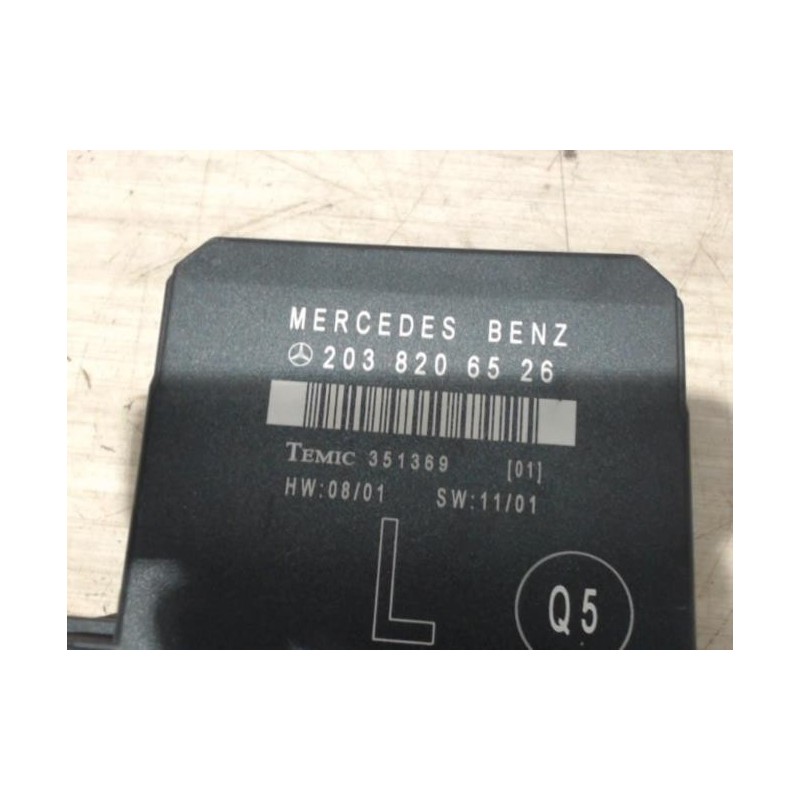 MERCEDES BENZ
203 820 65 26
TEMIC 351369 [01]
HW:08/01 SW:11/01
L
Q5